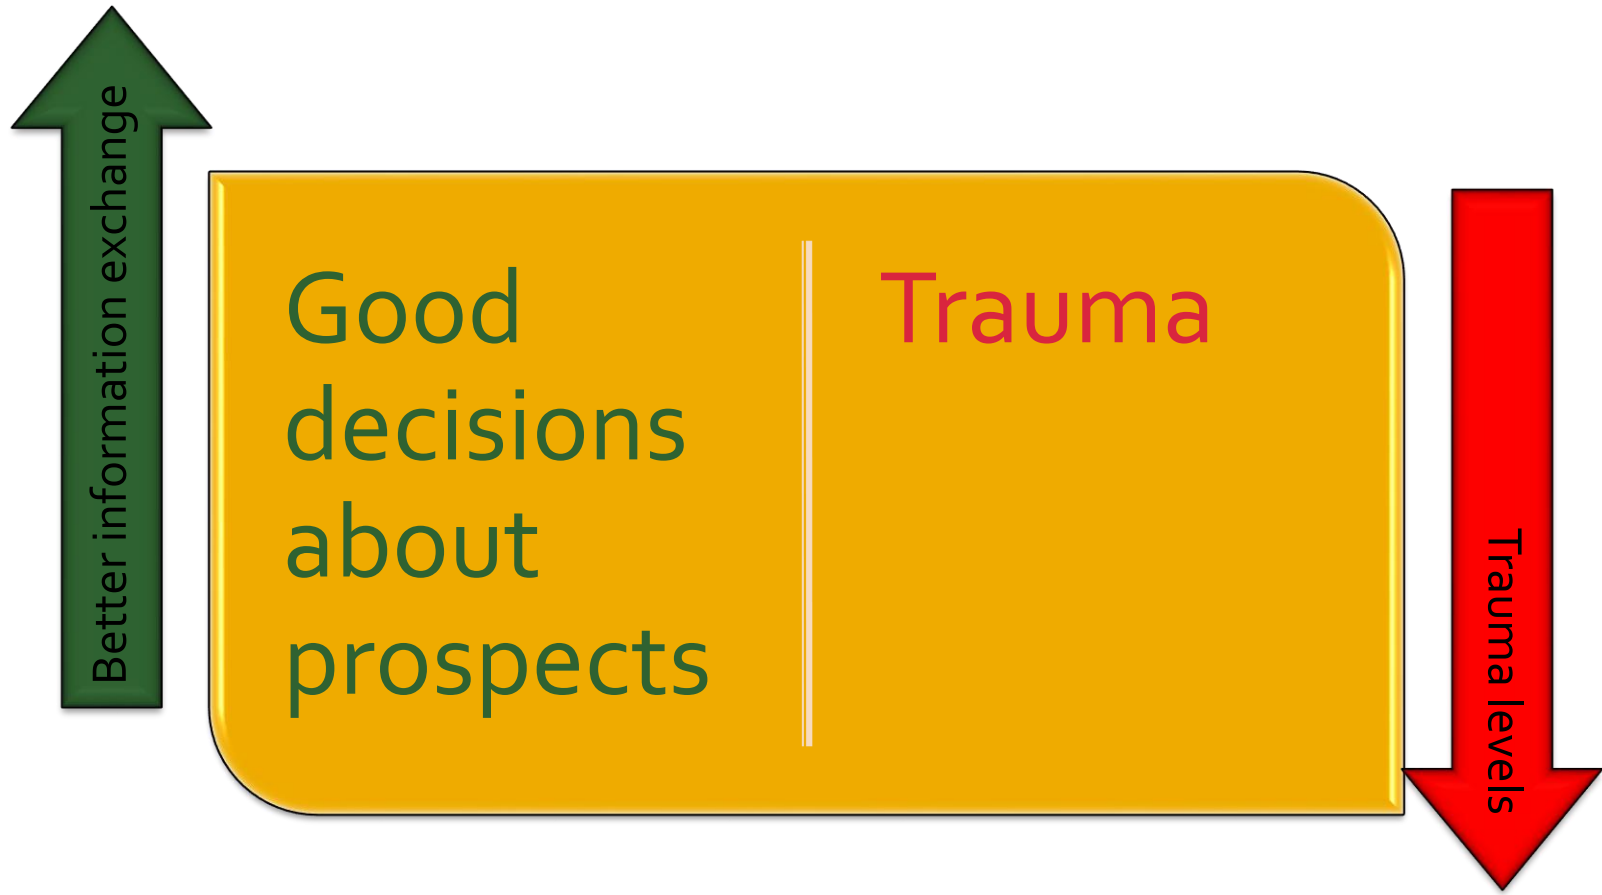 Better information exchange
Good
decisions
about
prospects
Trauma
Trauma levels